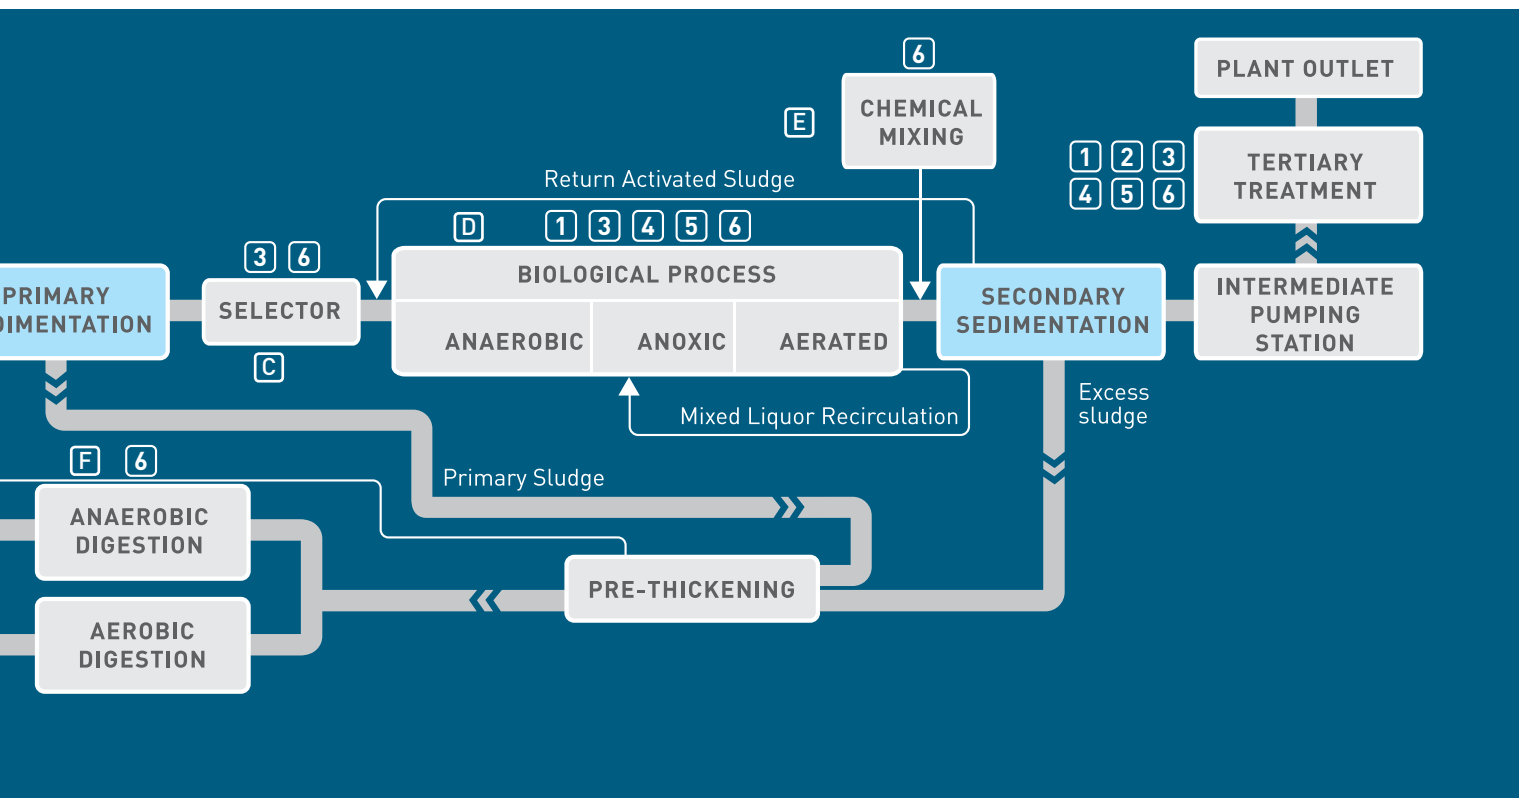 6
PLANT OUTLET
E
CHEMICAL
MIXING
1 2 3
4 5 6
TERTIARY
TREATMENT
Return Activated Sludge
D 1 3 4 5 6
3 6
BIOLOGICAL PROCESS
ANAEROBIC ANOXIC AERATED
PRIMARY
DIMENTATION
SELECTOR
C
SECONDARY
SEDIMENTATION
INTERMEDIATE
PUMPING
STATION
Mixed Liquor Recirculation
Excess
sludge
F 6
Primary Sludge
ANAEROBIC
DIGESTION
PRE-THICKENING
AEROBIC
DIGESTION